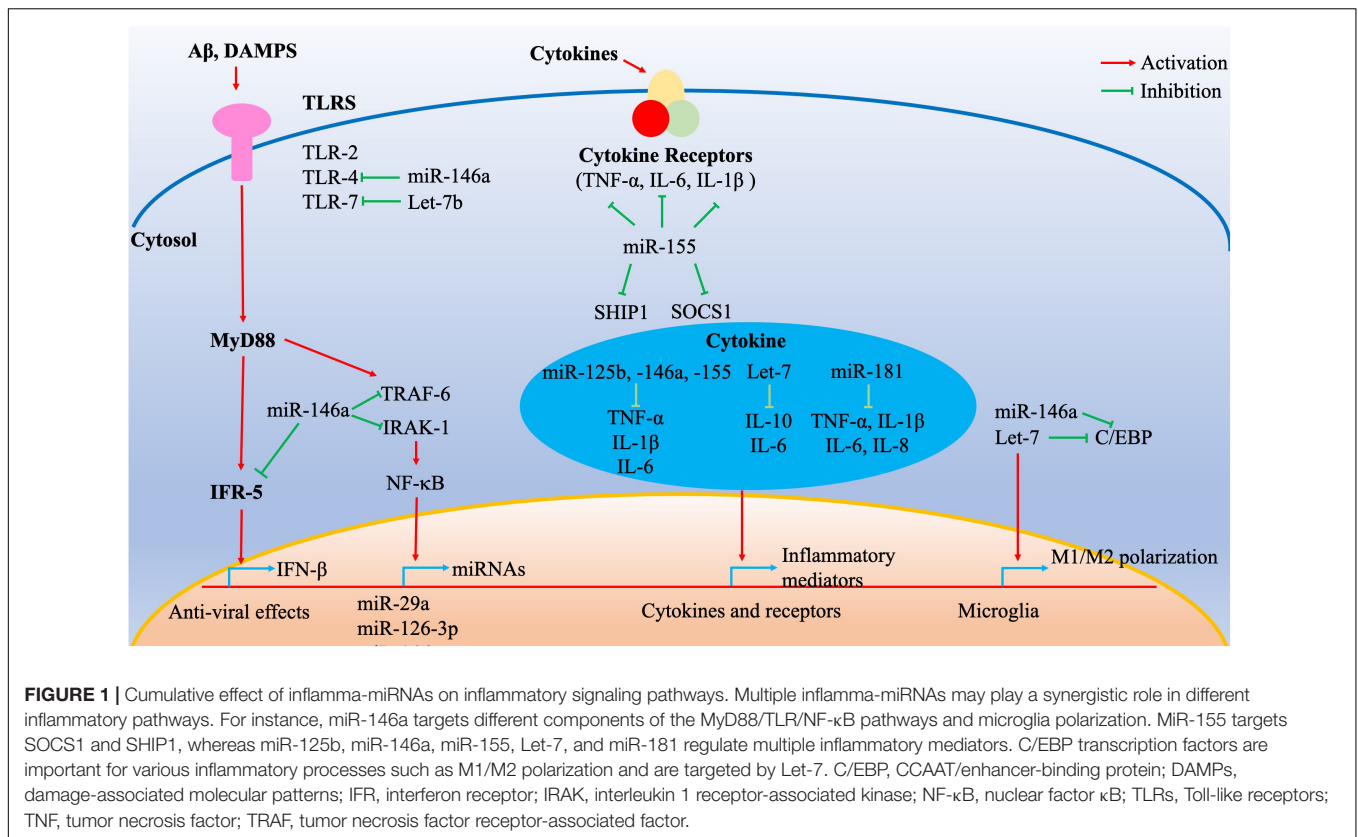 Aβ, DAMPS
Cytokines
Activation
Inhibition
TLRS
TLR-2
TLR-4 miR-146a
TLR-7 Let-7b
Cytokine Receptors
(TNF-α, IL-6, IL-1β )
Cytosol
miR-155
SHIP1 SOCS1
MyD88
Cytokine
miR-125b, -146a, -155 Let-7 miR-181
TRAF-6
miR-146a
IRAK-1
TNF-α
IL-1β
IL-6
IL-10
IL-6
TNF-α, IL-1β
IL-6, IL-8
miR-146a
Let-7 C/EBP
IFR-5
NF-κB
IFN-β
miRNAs
Inflammatory
mediators
M1/M2 polarization
Anti-viral effects
miR-29a
miR-126-3p
Cytokines and receptors
Microglia
FIGURE 1 | Cumulative effect of inflamma-miRNAs on inflammatory signaling pathways. Multiple inflamma-miRNAs may play a synergistic role in different
inflammatory pathways. For instance, miR-146a targets different components of the MyD88/TLR/NF-κB pathways and microglia polarization. MiR-155 targets
SOCS1 and SHIP1, whereas miR-125b, miR-146a, miR-155, Let-7, and miR-181 regulate multiple inflammatory mediators. C/EBP transcription factors are
important for various inflammatory processes such as M1/M2 polarization and are targeted by Let-7. C/EBP, CCAAT/enhancer-binding protein; DAMPs,
damage-associated molecular patterns; IFR, interferon receptor; IRAK, interleukin 1 receptor-associated kinase; NF-κB, nuclear factor κB; TLRs, Toll-like receptors;
TNF, tumor necrosis factor; TRAF, tumor necrosis factor receptor-associated factor.